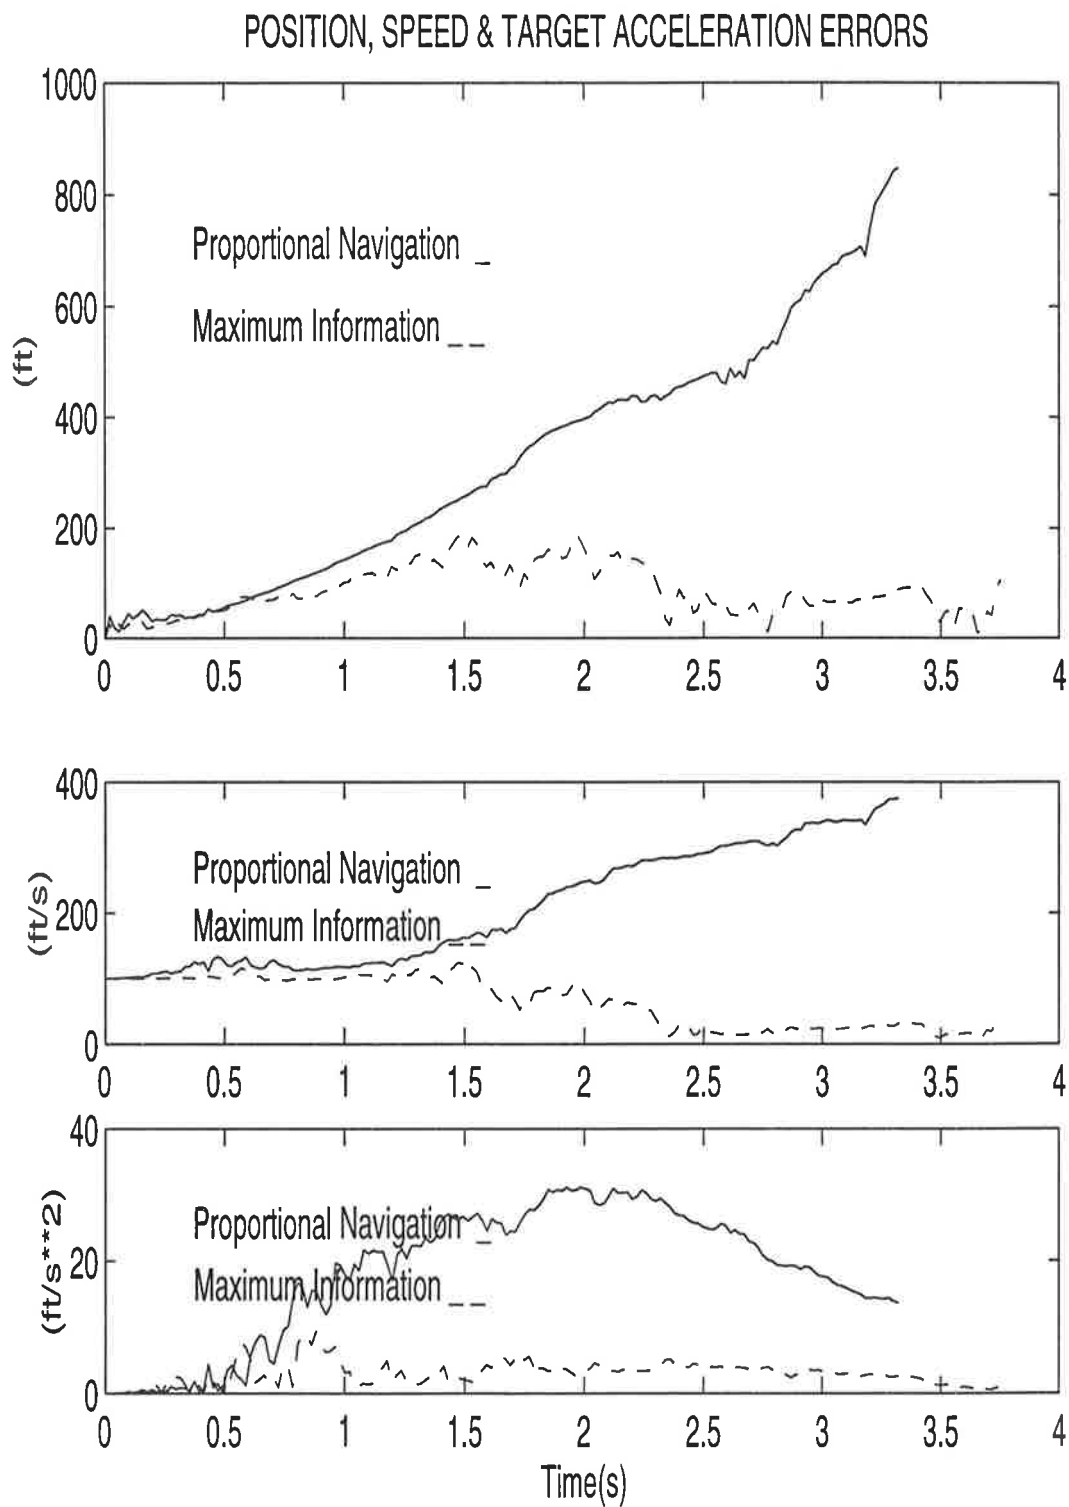 POSITION, SPEED & TARGET ACCELERATION ERRORS
1000
800
600
400
200
0
(ft)
Proportional Navigation _
Maximum Information _ _
0 0.5 1 1.5 2 2.5 3 3.5 4
400
200
0
(ft/s)
Proportional Navigation _
Maximum Information _ _
0 0.5 1 1.5 2 2.5 3 3.5 4
40
20
0
(ft/s**2)
Proportional Navigation _
Maximum Information _ _
0 0.5 1 1.5 2 2.5 3 3.5 4
Time(s)